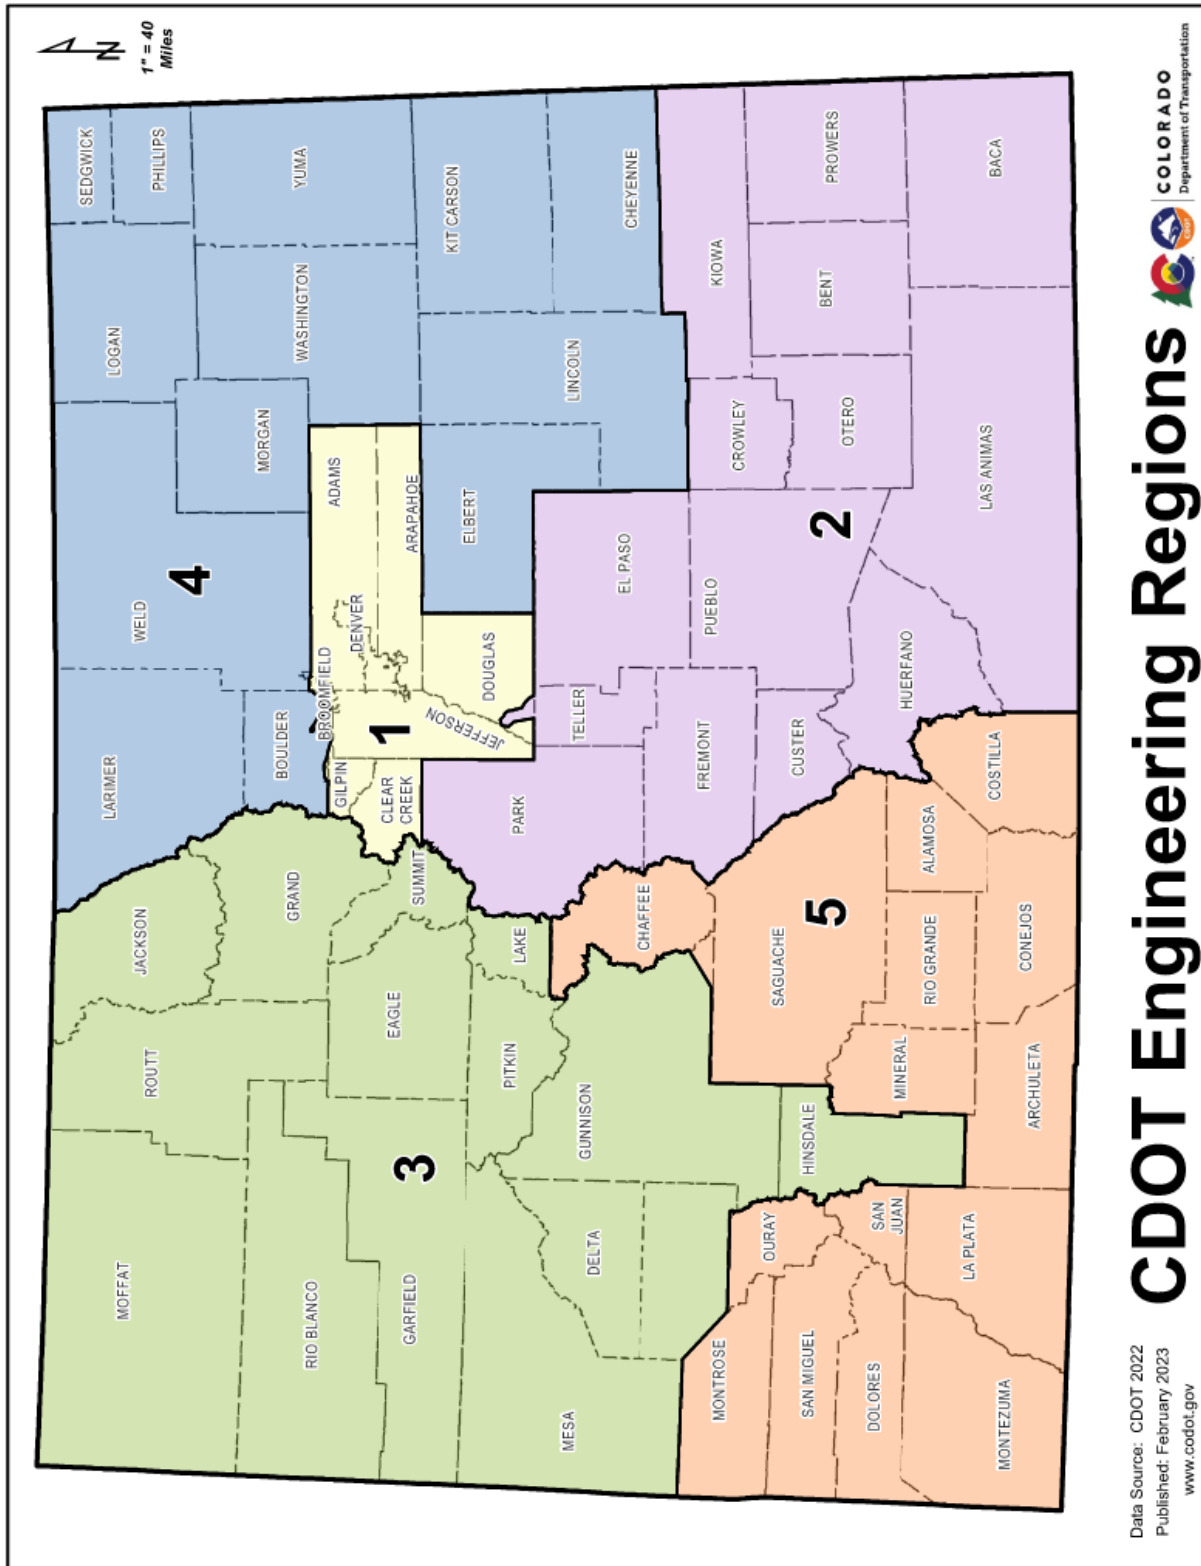 N
1" = 40
Miles
SEDGWICK
PHILLIPS
LOGAN
LARIMER
WELD
JACKSON
MOFFAT
ROUTT
4
YUMA
WASHINGTON
MORGAN
GRAND
BOULDER
RIO BLANCO
BROOMFIELD
ADAMS
GILPIN
DENVER
1
CLEAR
CREEK
ARAPAHOE
SUMMIT
EAGLE
3
GARFIELD
JEFFERSON
DOUGLAS
ELBERT
KIT CARSON
LAKE
PITKIN
PARK
LINCOLN
CHEYENNE
MESA
DELTA
GUNNISON
CHAFFEE
TELLER
EL PASO
FREMONT
PUEBLO
CROWLEY
KIOWA
MONTROSE
OURAY
SAGUACHE
CUSTER
2
OTERO
BENT
PROWERS
SAN MIGUEL
HINSDALE
5
DOLORES
SAN
JUAN
MINERAL
RIO GRANDE
ALAMOSA
HUERFANO
LAS ANIMAS
BACA
MONTEZUMA
LA PLATA
ARCHULETA
CONEJOS
COSTILLA
Data Source: CDOT 2022
Published: February 2023
www.codot.gov
CDOT Engineering Regions
CDOT
COLORADO
Department of Transportation